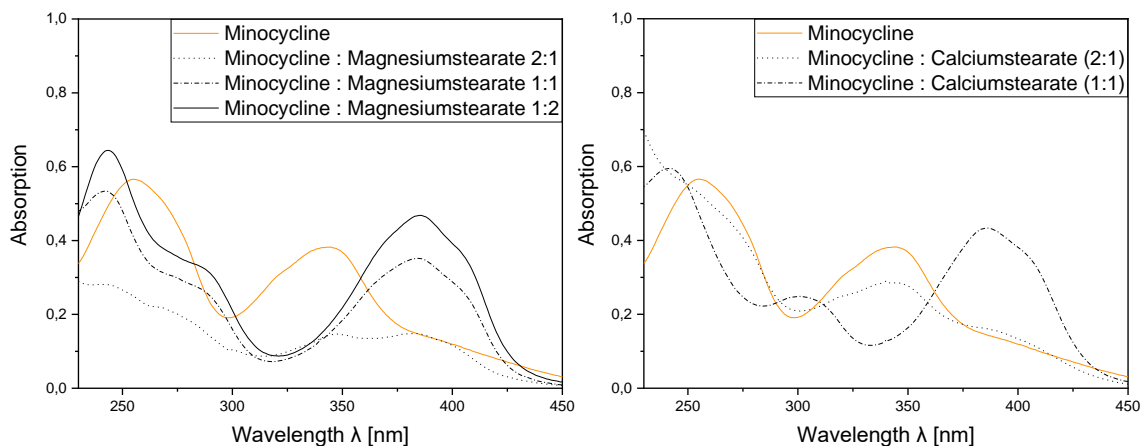 1,0
0,8
0,6
0,4
0,2
0,0
Absorption
Minocycline
Minocycline : Magnesiumstearate 2:1
Minocycline : Magnesiumstearate 1:1
Minocycline : Magnesiumstearate 1:2
250 300 350 400 450
Wavelength λ [nm]
1,0
0,8
0,6
0,4
0,2
0,0
Absorption
Minocycline
Minocycline : Calciumstearate (2:1)
Minocycline : Calciumstearate (1:1)
250 300 350 400 450
Wavelength λ [nm]